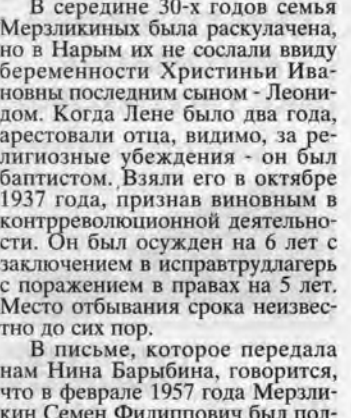 В середине 30-х годов семья
Мерзликиных была раскулачена,
но в Нарым их не сослали ввиду
беременности Христиньи Ива-
новны последним сыном - Леони-
дом. Когда Лене было два года,
арестовали отца, видимо, за ре-
лигиозные убеждения - он был
баптистом. Взяли его в октябре
1937 года, признав виновным в
контрреволюционной деятельно-
сти. Он был осужден на 6 лет с
заключением в исправтрудлагерь
с поражением в правах на 5 лет.
Место отбывания срока неизвес-
тно до сих пор.
В письме, которое передала
нам Нина Барыбина, говорится,
что в феврале 1957 года Мерзли-
кин Семен Филиппович был пол-